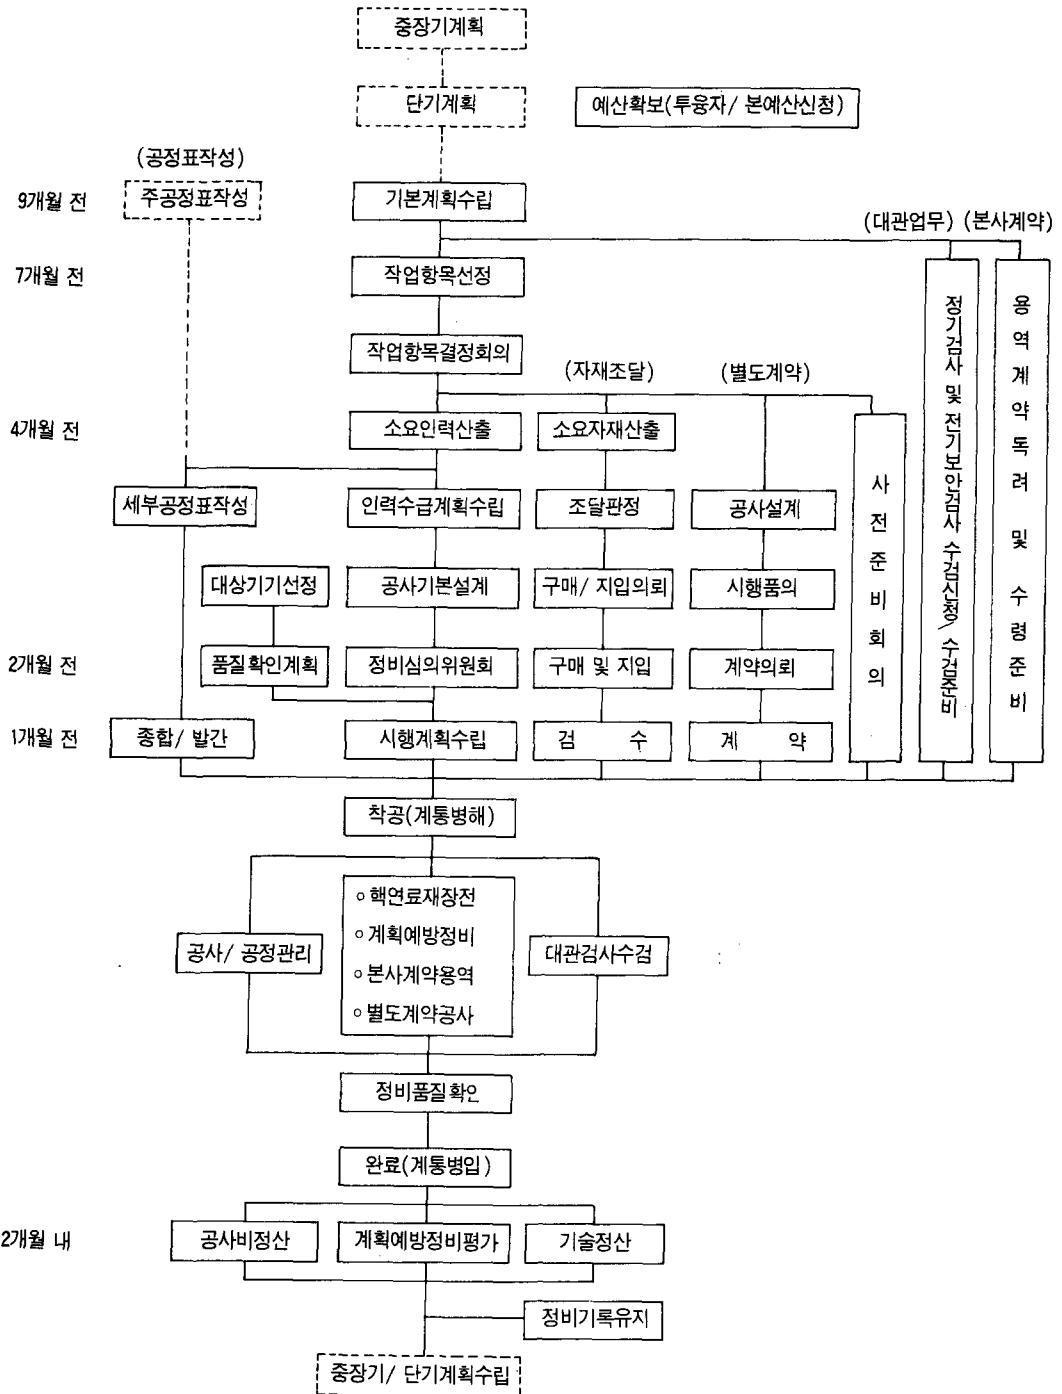 중장기계획
단기계획
예산확보(투융자/ 본예산신청)
(공정표작성)
9개월 전
주공정표작성
기본계획수립
(대관업무)
(본사계약)
7개월 전
작업항목선정
작업항목결정회의
(자재조달)
(별도계약)
4개월 전
소요인력산출
소요자재산출
세부공정표작성
인력수급계획수립
조달판정
공사설계
대상기기선정
공사기본설계
구매/ 지입의뢰
시행품의
2개월 전
품질확인계획
정비심의위원회
구매 및 지입
계약의뢰
1개월 전
종합/ 발간
시행계획수립
검 수
계 약
사전준비회의
정기검사 및 전기보안검사 수검신청/ 수검준비
용역계약독려 및 수령준비
착공(계통병해)
공사/ 공정관리
○ 핵연료재장전
○ 계획예방정비
○ 본사계약용역
○ 별도계약공사
대관검사수검
정비품질확인
완료(계통병입)
2개월 내
공사비정산
계획예방정비평가
기술정산
정비기록유지
중장기/ 단기계획수립